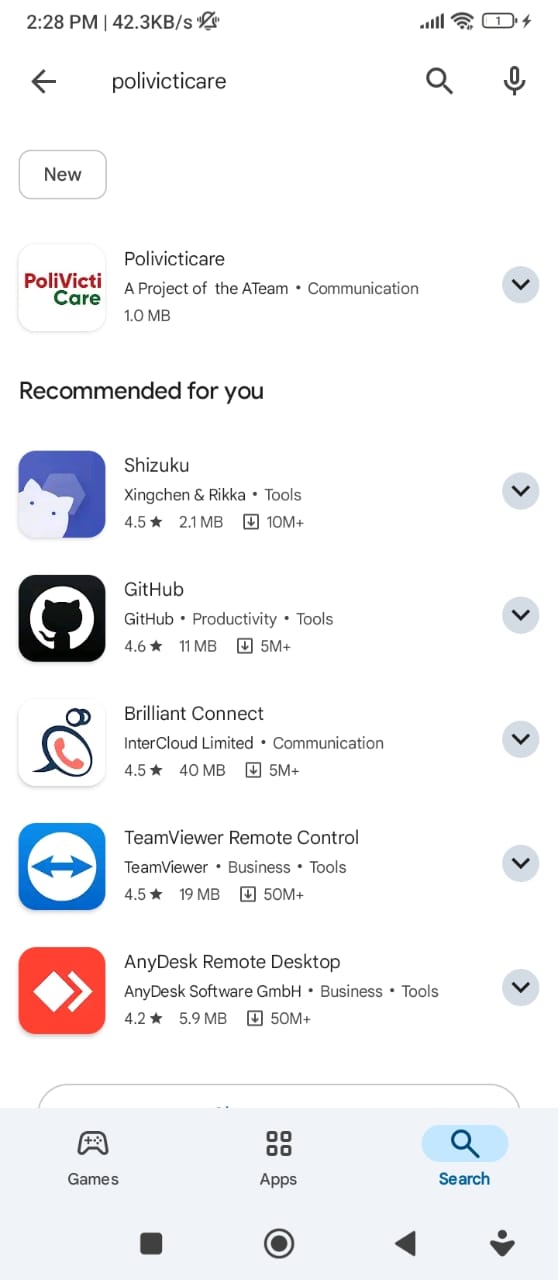 2:28 PM | 42.3KB/s
1
polivicticare
New
PoliVicti
Care
Polivicticare
A Project of the ATeam • Communication
1.0 MB
Recommended for you
Shizuku
Xingchen & Rikka • Tools
4.5 ★ 2.1 MB 10M+
GitHub
GitHub • Productivity • Tools
4.6 ★ 11 MB 5M+
Brilliant Connect
InterCloud Limited • Communication
4.5 ★ 40 MB 5M+
TeamViewer Remote Control
TeamViewer • Business • Tools
4.5 ★ 19 MB 50M+
AnyDesk Remote Desktop
AnyDesk Software GmbH • Business • Tools
4.2 ★ 5.9 MB 50M+
Games
Apps
Search